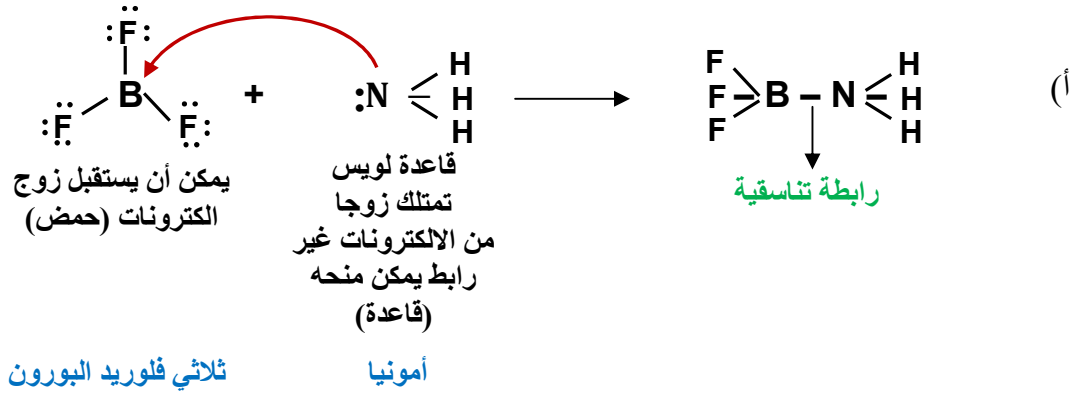 أ)
F
B
F
F
+
:N
H
H
H
F
F
F
B
N
H
H
H
رابطة تناسقية
يمكن أن يستقبل زوج
الكترونات (حمض)
قاعدة لويس
تمتلك زوجا
من الالكترونات غير
رابط يمكن منحه
(قاعدة)
ثلاثي فلوريد البورون
أمونيا